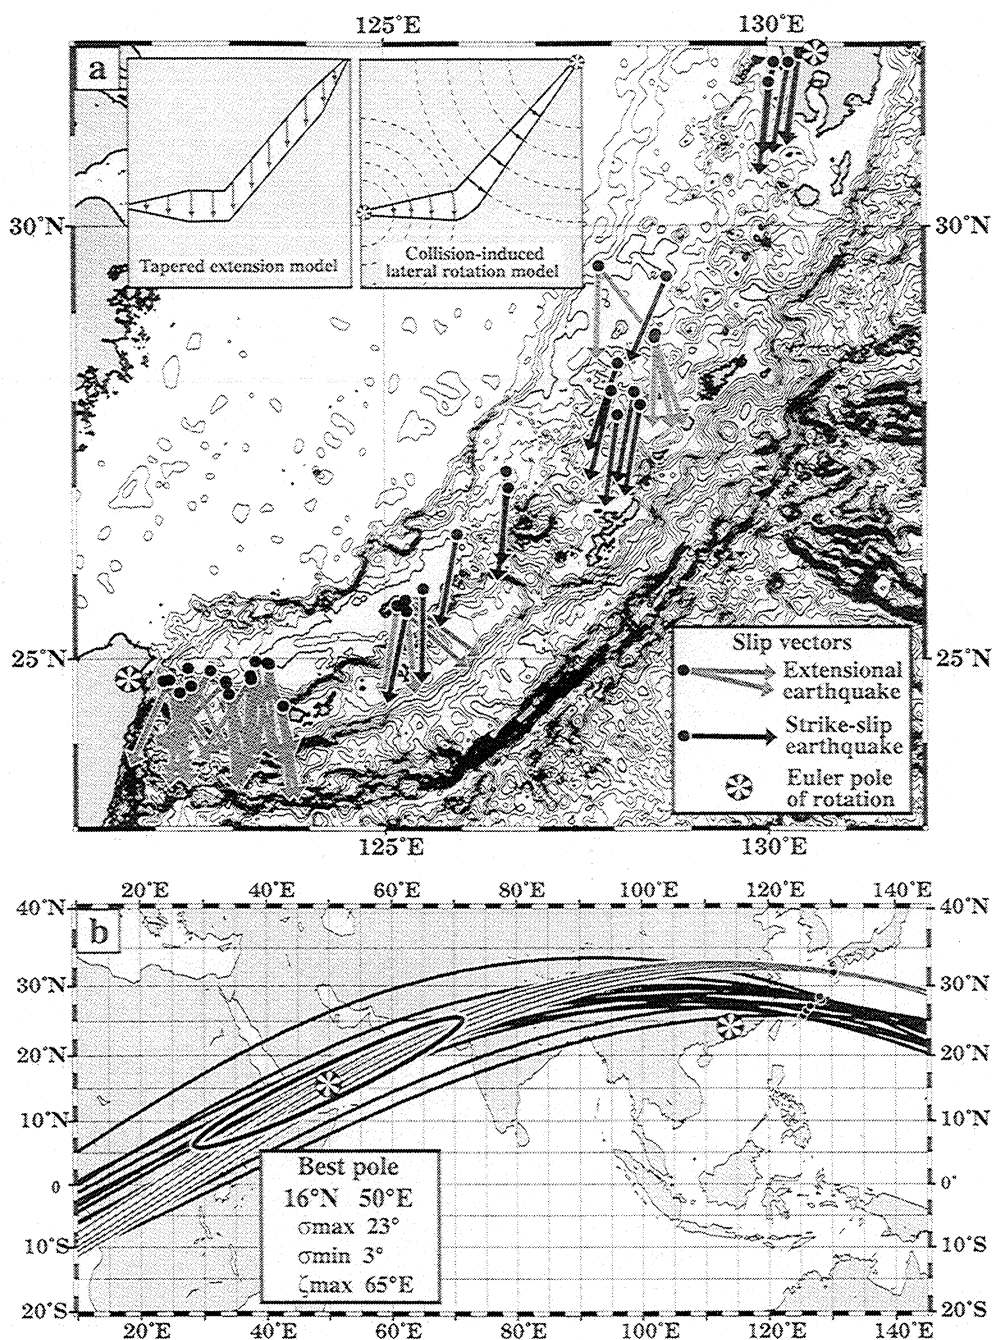 125°E 130°E
a
Tapered extension model
Collision-induced
lateral rotation model
30°N 30°N
25°N 25°N
Slip vectors
Extensional
earthquake
Strike-slip
earthquake
Euler pole
of rotation
125°E 130°E
20°E 40°E 60°E 80°E 100°E 120°E 140°E
40°N 40°N
b
30°N 30°N
20°N 20°N
10°N 10°N
0 0°
10°S 10°S
20°S 20°S
Best pole
16°N 50°E
σmax 23°
σmin 3°
ζmax 65°E
20°E 40°E 60°E 80°E 100°E 120°E 140°E